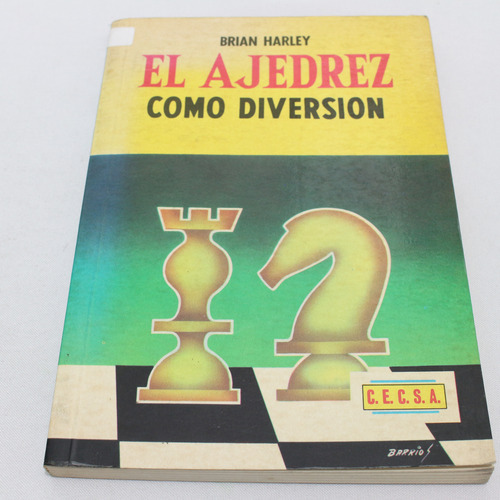 BRIAN HARLEY
EL AJEDREZ
COMO DIVERSION
C. E. C. S. A.
BARRIOS